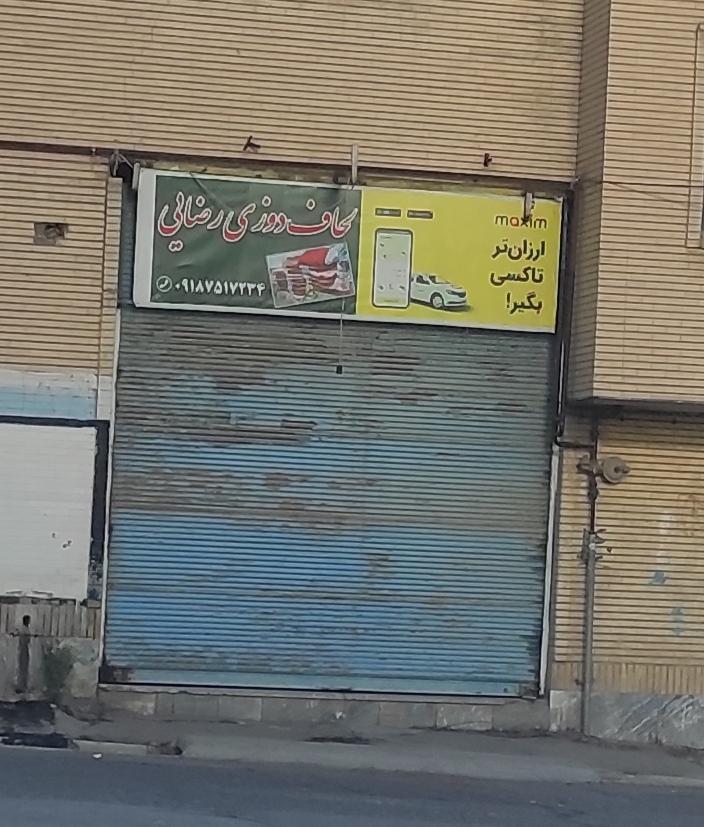 لحاف دوزی رضایی
۰۹۱۸۷۵۱۷۲۳۴
maxim
ارزان‌تر
تاکسی
بگیر!